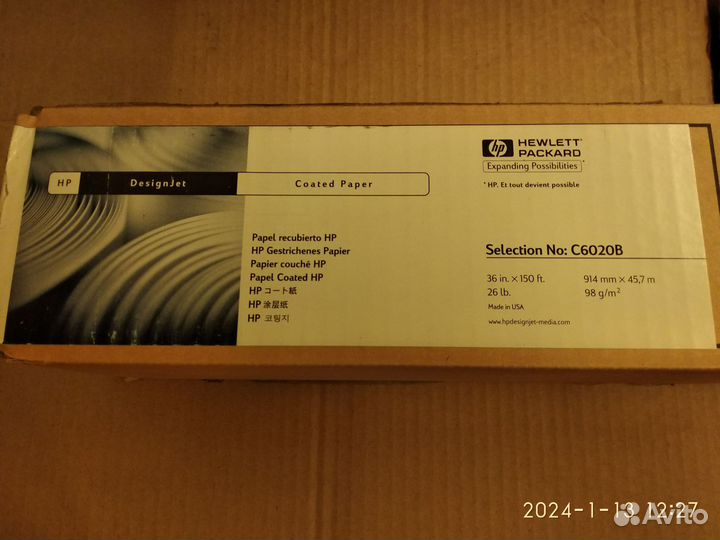 HP DesignJet Coated Paper
hp HEWLETT PACKARD
Expanding Possibilities*
* HP. Et tout devient possible
Papel recubierto HP
HP Gestrichenes Papier
Papier couché HP
Papel Coated HP
HP コート紙
HP 涂层纸
HP 코팅지
Selection No: C6020B
36 in. × 150 ft. 914 mm × 45,7 m
26 lb. 98 g/m²
Made in USA
www.hpdesignjet-media.com
2024-1-13 12:27
Avito